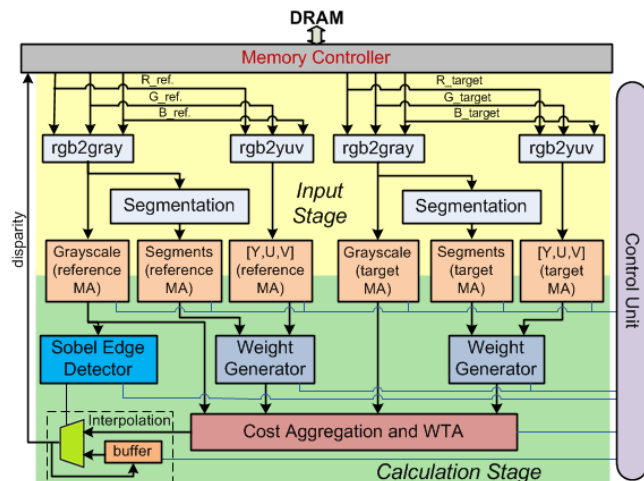 DRAM
Memory Controller
R_ref.
G_ref.
B_ref.
R_target
G_target
B_target
rgb2gray
rgb2yuv
rgb2gray
rgb2yuv
Segmentation
Input
Stage
Segmentation
Grayscale
(reference
MA)
Segments
(reference
MA)
[Y,U,V]
(reference
MA)
Grayscale
(target
MA)
Segments
(target
MA)
[Y,U,V]
(target
MA)
disparity
Control Unit
Sobel Edge
Detector
Weight
Generator
Weight
Generator
Interpolation
buffer
Cost Aggregation and WTA
Calculation Stage